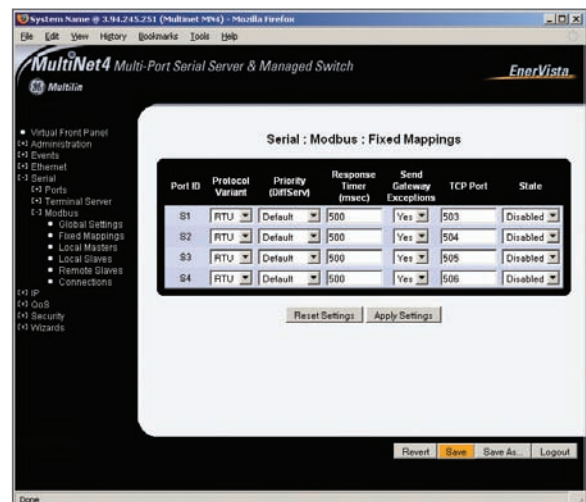 System Name @ 3.94.245.251 (Multinet MN4) - Mozilla Firefox
File Edit View History Bookmarks Tools Help
MultiNet4 Multi-Port Serial Server & Managed Switch
EnerVista
Multilin
Virtual Front Panel
[+] Administration
[+] Events
[+] Ethernet
[-] Serial
[+] Ports
[+] Terminal Server
[-] Modbus
Global Settings
Fixed Mappings
Local Masters
Local Slaves
Remote Slaves
Connections
[+] IP
[+] QoS
[+] Security
[+] Wizards
Serial : Modbus : Fixed Mappings
Port ID Protocol Variant Priority (DiffServ) Response Timer (msec) Send Gateway Exceptions TCP Port State
S1 RTU Default 500 Yes 503 Disabled
S2 RTU Default 500 Yes 504 Disabled
S3 RTU Default 500 Yes 505 Disabled
S4 RTU Default 500 Yes 506 Disabled
Reset Settings Apply Settings
Revert Save Save As... Logout
Done